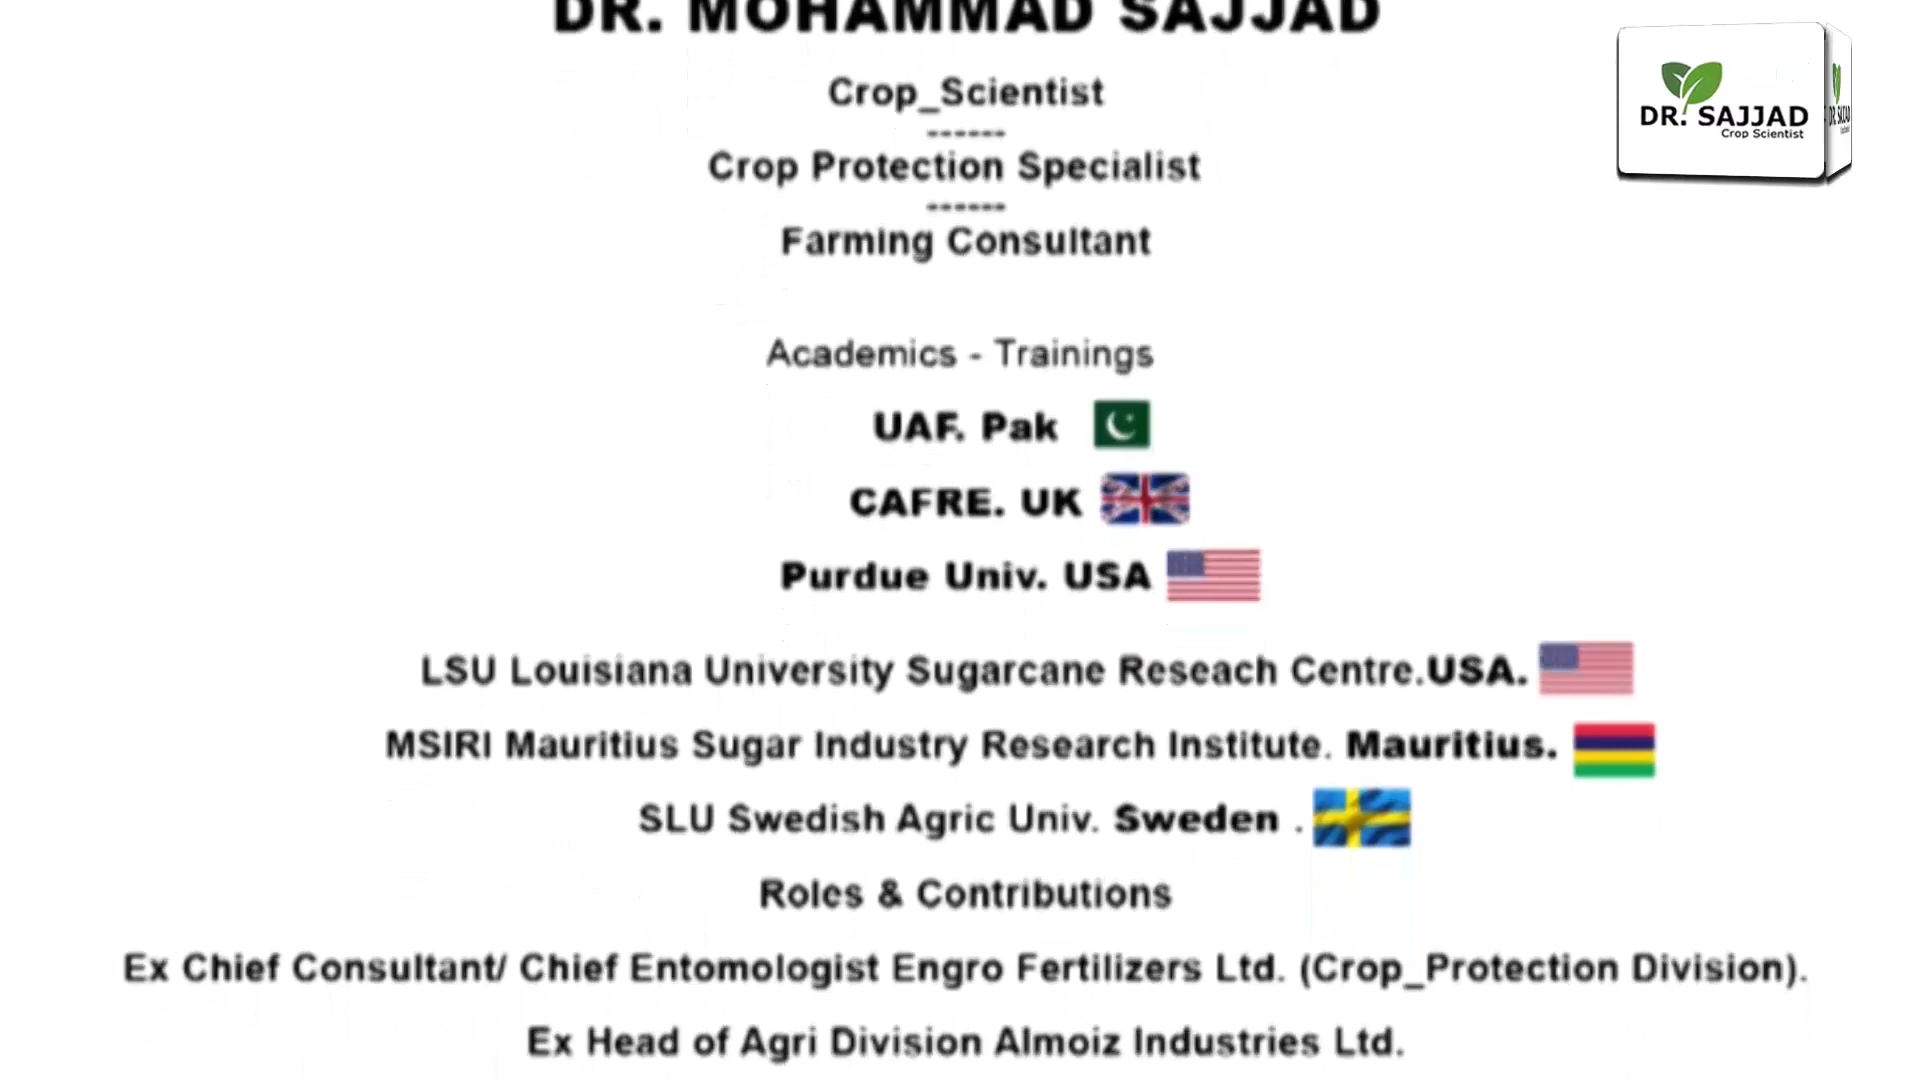 DR. MOHAMMAD SAJJAD
Crop_Scientist
------
Crop Protection Specialist
------
Farming Consultant
Academics - Trainings
UAF. Pak
CAFRE. UK
Purdue Univ. USA
LSU Louisiana University Sugarcane Reseach Centre.USA.
MSIRI Mauritius Sugar Industry Research Institute. Mauritius.
SLU Swedish Agric Univ. Sweden .
Roles & Contributions
Ex Chief Consultant/ Chief Entomologist Engro Fertilizers Ltd. (Crop_Protection Division).
Ex Head of Agri Division Almoiz Industries Ltd.
DR. SAJJAD
Crop Scientist
DR. SAJJAD